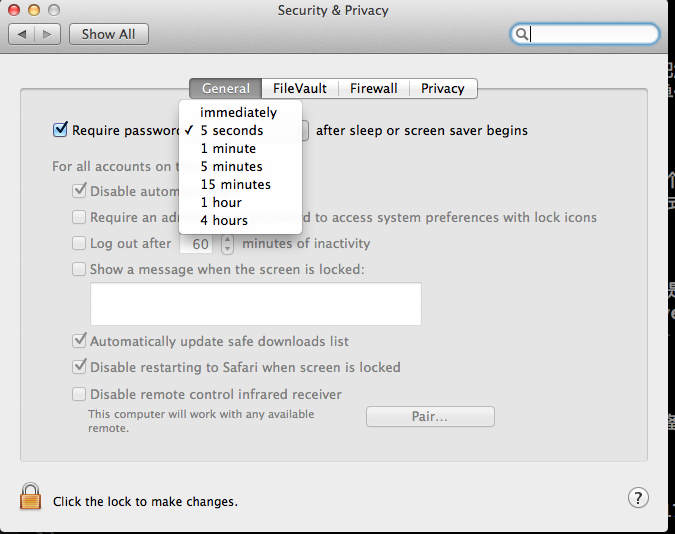 Security & Privacy
Show All
General FileVault Firewall Privacy
immediately
Require password 5 seconds after sleep or screen saver begins
1 minute
For all accounts on 5 minutes
15 minutes
Disable 1 hour
Require an 4 hours to access system preferences with lock icons
Log out after 60 minutes of inactivity
Show a message when the screen is locked:
Automatically update safe downloads list
Disable restarting to Safari when screen is locked
Disable remote control infrared receiver
This computer will work with any available
remote.
Pair...
Click the lock to make changes.
?